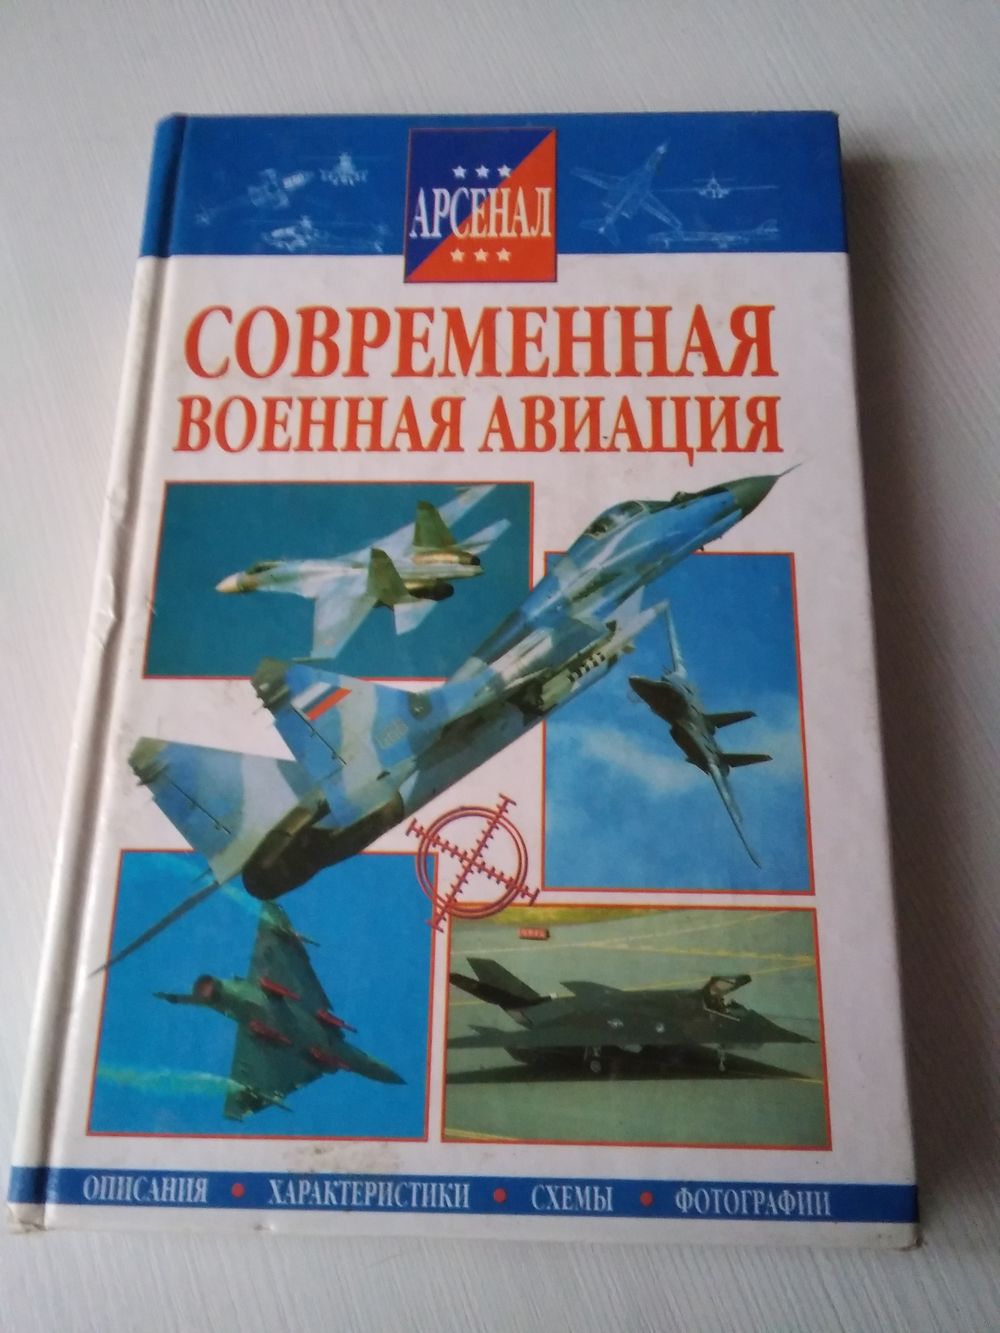 АРСЕНАЛ
СОВРЕМЕННАЯ
ВОЕННАЯ АВИАЦИЯ
ОПИСАНИЯ • ХАРАКТЕРИСТИКИ • СХЕМЫ • ФОТОГРАФИИ